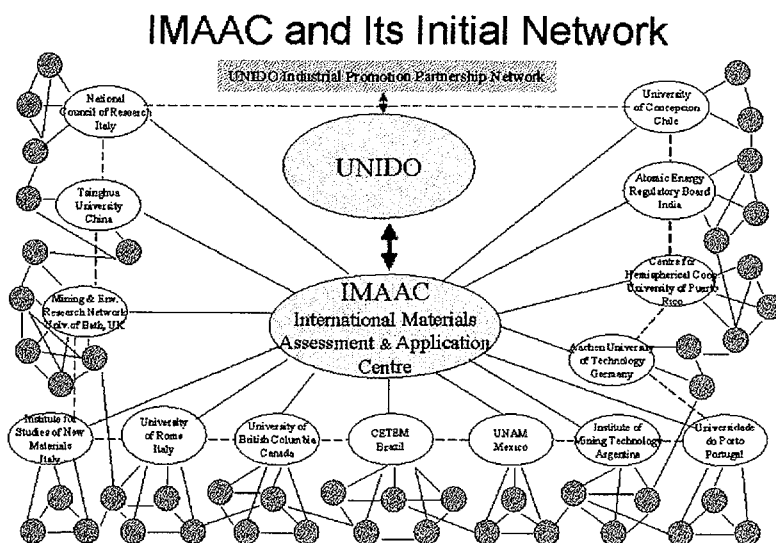 IMAAC and Its Initial Network
UNIDO Industrial Promotion Partnership Network
National
Council of Research
Italy
University
of Concepcion
Chile
UNIDO
Tsinghua
University
China
Atomic Energy
Regulatory Board
India
Centre for
Hemispherical Coop
University of Puerto
Rico
Mining & Env.
Research Network
Univ. of Bath, UK
IMAAC
International Materials
Assessment & Application
Centre
Aachen University
of Technology
Germany
Institute for
Studies of New
Materials
Italy
University
of Rome
Italy
University of
British Columbia
Canada
CETEM
Brazil
UNAM
Mexico
Institute of
Mining Technology
Argentina
Universidade
do Porto
Portugal